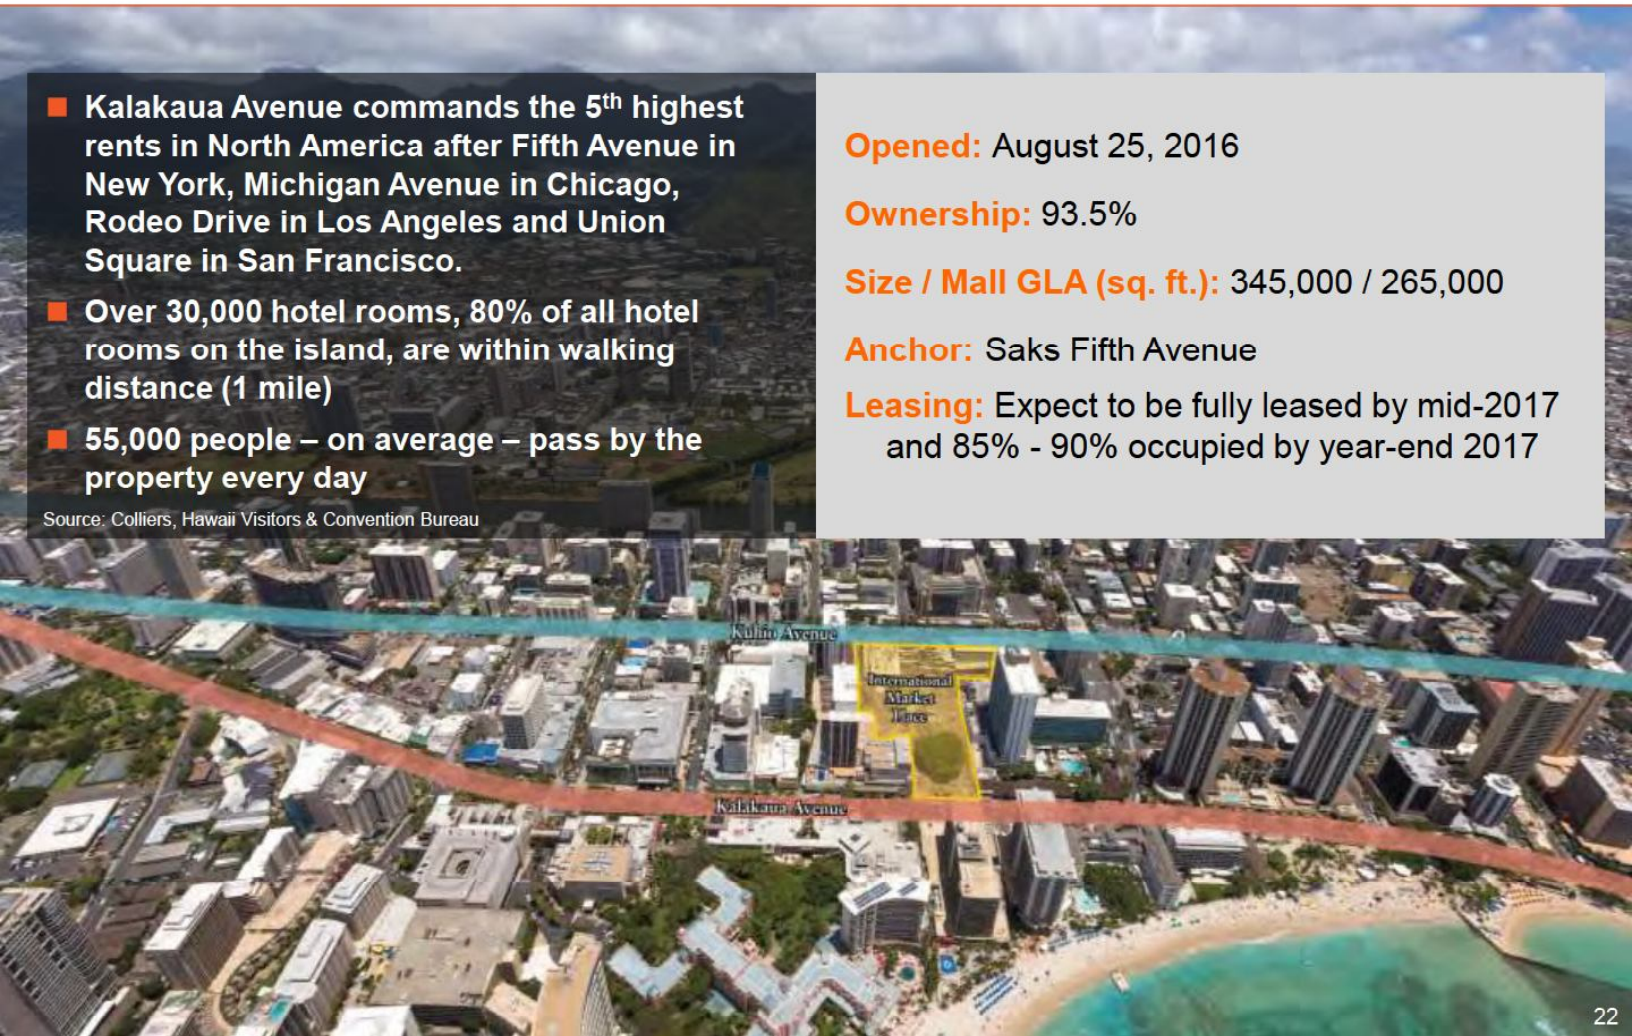 Kalakaua Avenue commands the 5th highest
rents in North America after Fifth Avenue in
New York, Michigan Avenue in Chicago,
Rodeo Drive in Los Angeles and Union
Square in San Francisco.
Over 30,000 hotel rooms, 80% of all hotel
rooms on the island, are within walking
distance (1 mile)
55,000 people – on average – pass by the
property every day
Source: Colliers, Hawaii Visitors & Convention Bureau
Opened: August 25, 2016
Ownership: 93.5%
Size / Mall GLA (sq. ft.): 345,000 / 265,000
Anchor: Saks Fifth Avenue
Leasing: Expect to be fully leased by mid-2017
and 85% - 90% occupied by year-end 2017
Kuhio Avenue
International
Market
Place
Kalakaua Avenue
22